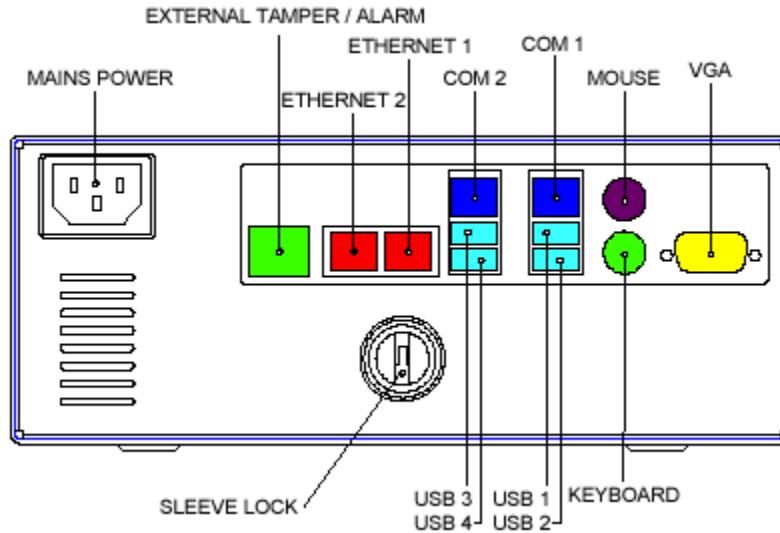 EXTERNAL TAMPER / ALARM
ETHERNET 1
COM 1
MAINS POWER
COM 2
MOUSE
VGA
ETHERNET 2
SLEEVE LOCK
USB 3
USB 1
KEYBOARD
USB 4
USB 2